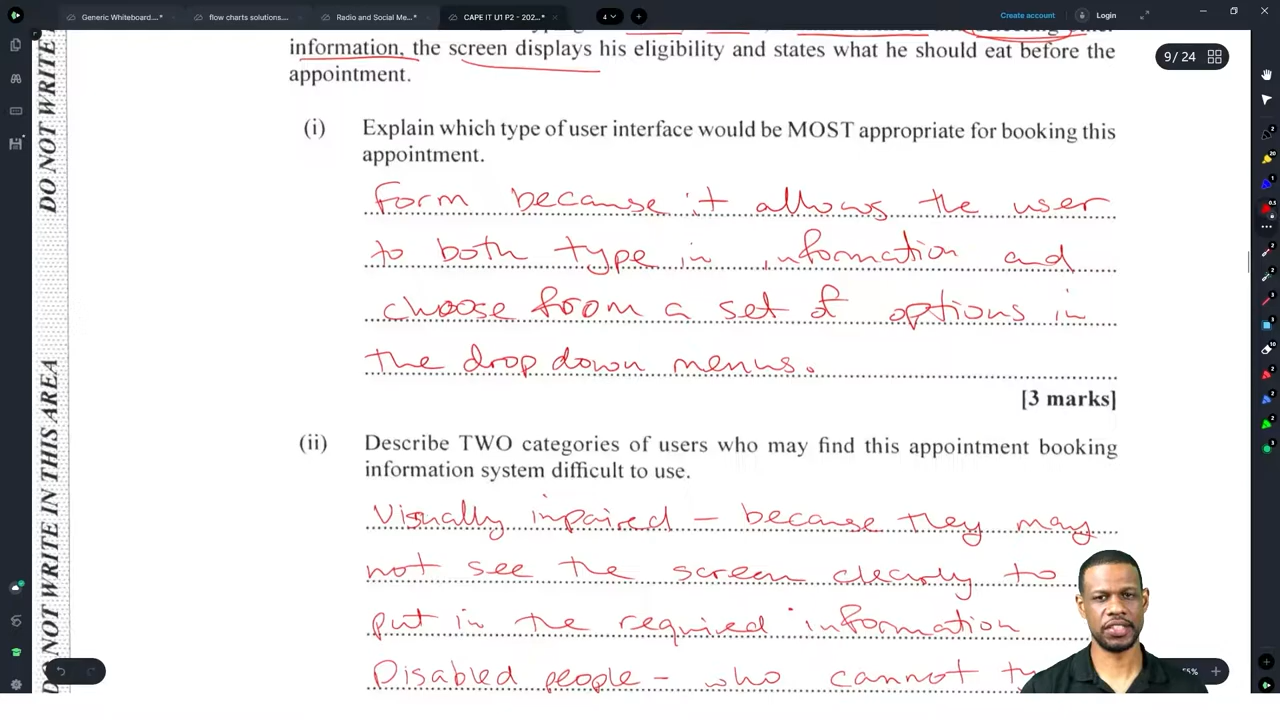 Generic Whiteboard....*
flow charts solutions....
Radio and Social Me...*
CAPE IT U1 P2 - 202...*
4
Create account
Login
information, the screen displays his eligibility and states what he should eat before the
appointment.
9 / 24
DO NOT WRITE
(i) Explain which type of user interface would be MOST appropriate for booking this
appointment.
Form because it allows the user
to both type in information and
choose from a set of options in
the drop down menus.
[3 marks]
(ii) Describe TWO categories of users who may find this appointment booking
information system difficult to use.
Visually impaired – because they may
not see the screen clearly to
put in the required information
Disabled people – who cannot
DO NOT WRITE IN THIS AREA